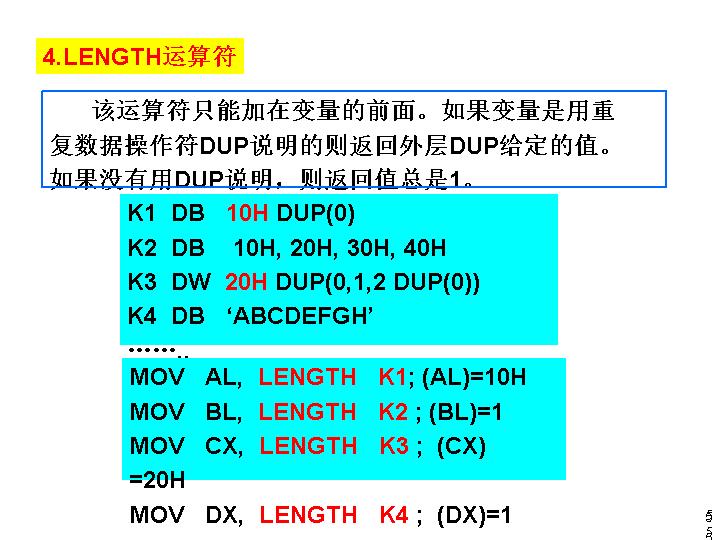 4. LENGTH运算符
该运算符只能加在变量的前面。如果变量是用重
复数据操作符DUP说明的则返回外层DUP给定的值。
如果没有用DUP说明，则返回值总是1。
K1 DB 10H DUP(0)
K2 DB 10H, 20H, 30H, 40H
K3 DW 20H DUP(0,1,2 DUP(0))
K4 DB ‘ABCDEFGH’
……..
MOV AL, LENGTH K1; (AL)=10H
MOV BL, LENGTH K2 ; (BL)=1
MOV CX, LENGTH K3 ; (CX)
=20H
MOV DX, LENGTH K4 ; (DX)=1